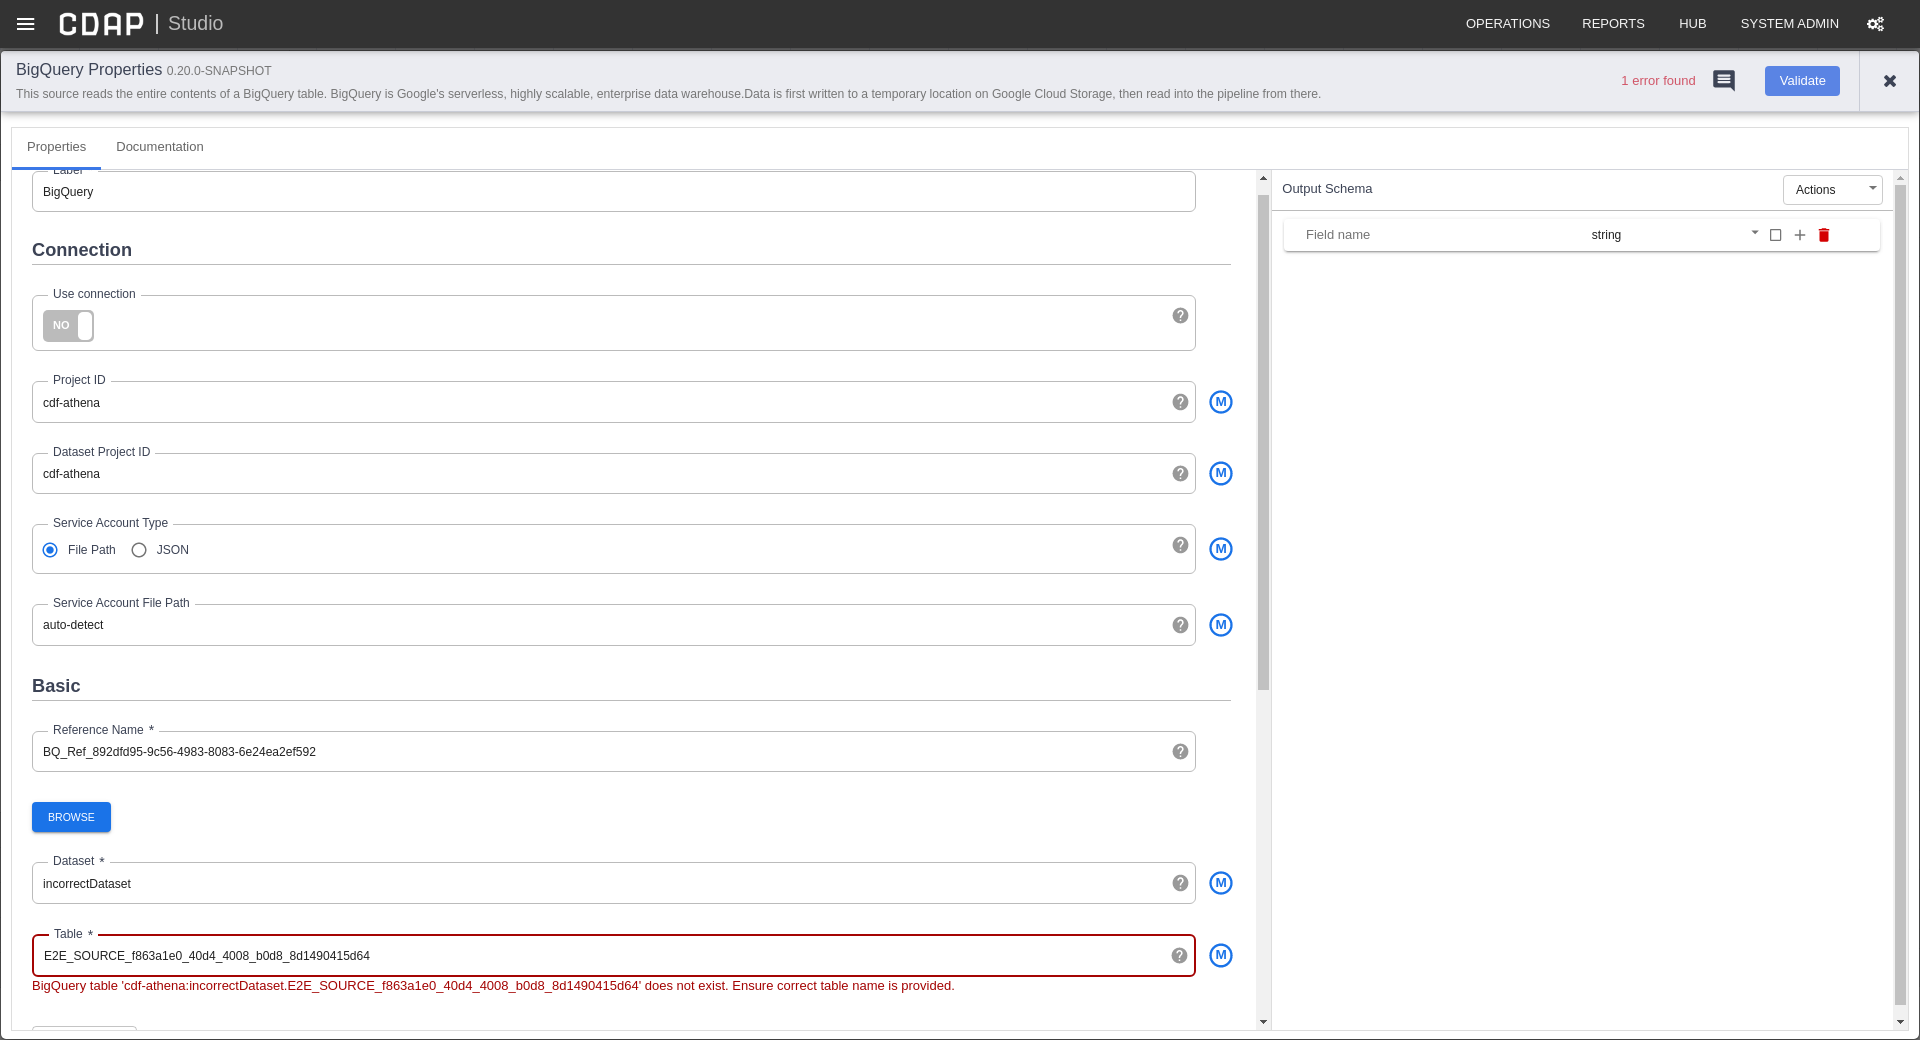 CDAP | Studio
OPERATIONS REPORTS HUB SYSTEM ADMIN
BigQuery Properties 0.20.0-SNAPSHOT
This source reads the entire contents of a BigQuery table. BigQuery is Google's serverless, highly scalable, enterprise data warehouse.Data is first written to a temporary location on Google Cloud Storage, then read into the pipeline from there.
1 error found
Validate
Properties Documentation
Label
BigQuery
Connection
Use connection
NO
Project ID
cdf-athena
M
Dataset Project ID
cdf-athena
M
Service Account Type
File Path JSON
M
Service Account File Path
auto-detect
M
Basic
Reference Name *
BQ_Ref_892dfd95-9c56-4983-8083-6e24ea2ef592
BROWSE
Dataset *
incorrectDataset
M
Table *
E2E_SOURCE_f863a1e0_40d4_4008_b0d8_8d1490415d64
M
BigQuery table 'cdf-athena:incorrectDataset.E2E_SOURCE_f863a1e0_40d4_4008_b0d8_8d1490415d64' does not exist. Ensure correct table name is provided.
Output Schema
Actions
Field name string